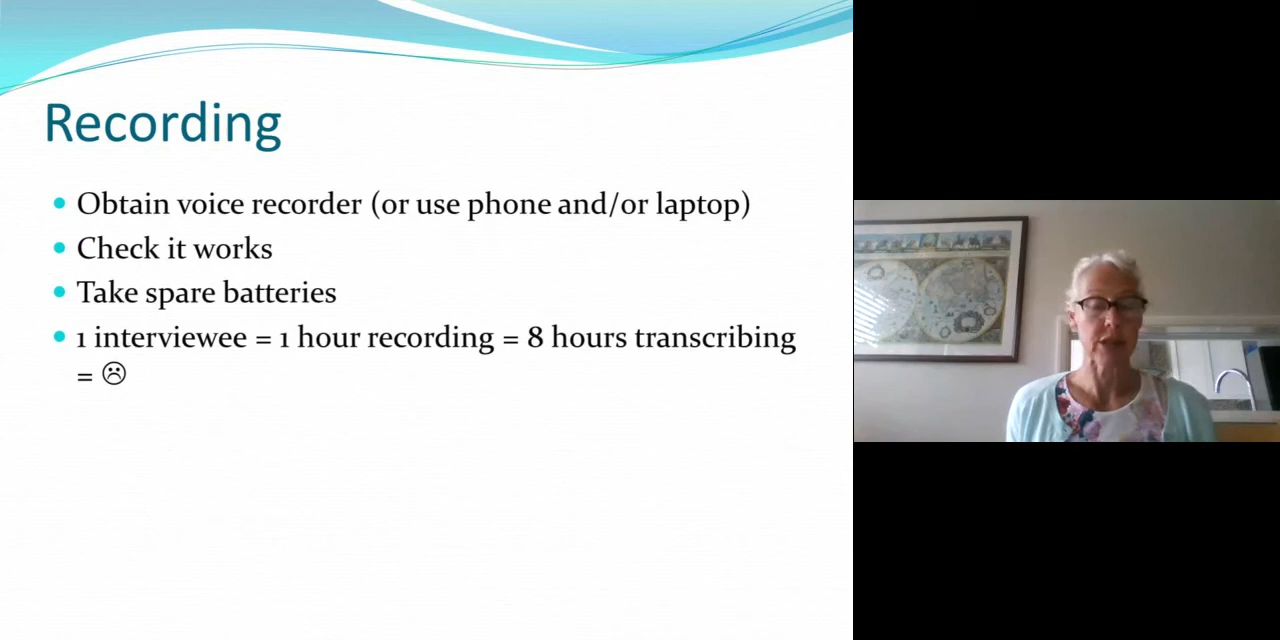 Recording
• Obtain voice recorder (or use phone and/or laptop)
• Check it works
• Take spare batteries
• 1 interviewee = 1 hour recording = 8 hours transcribing
= ☹